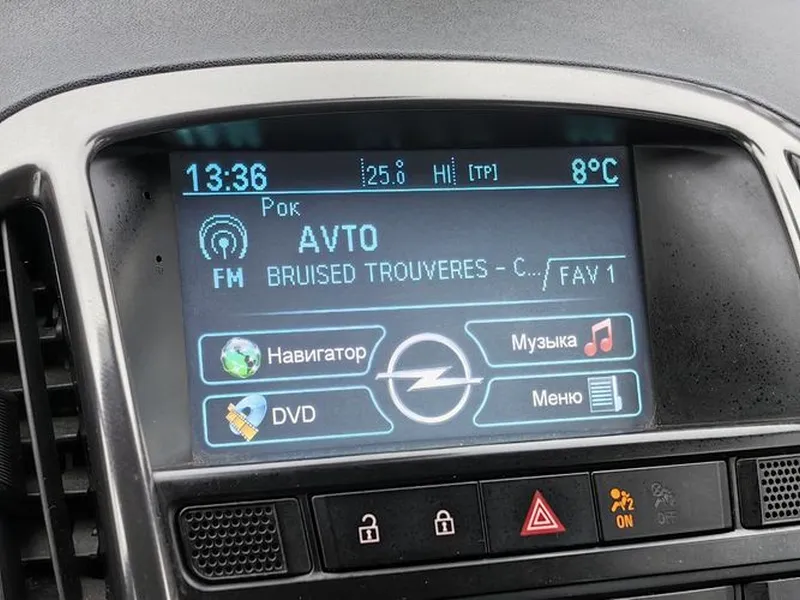 13:36 25.0 HI [TP] 8°C
Рок
AVTO
FM BRUISED TROUVERES - C... FAV 1
Навигатор Музыка
DVD Меню
2
ON OFF